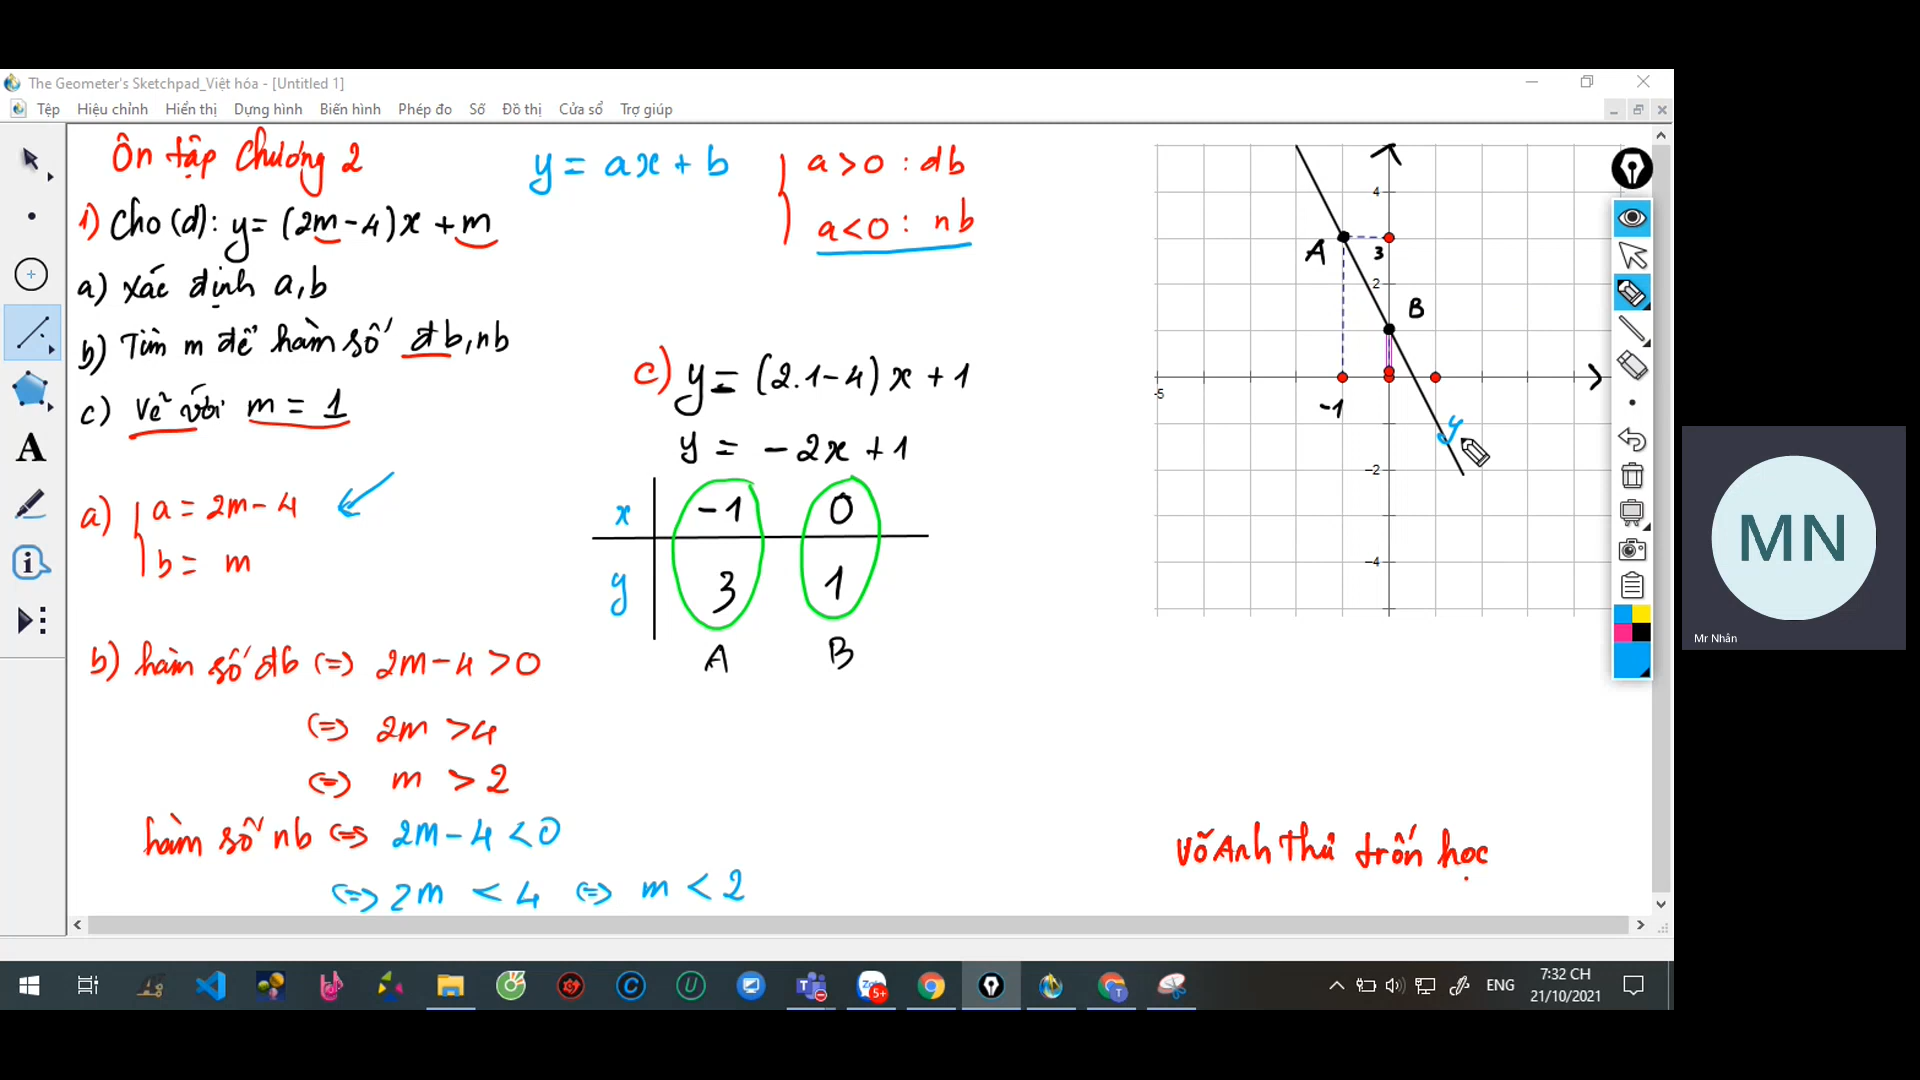 The Geometer's Sketchpad_Việt hóa - [Untitled 1]
Tệp Hiệu chỉnh Hiển thị Dựng hình Biến hình Phép đo Số Đồ thị Cửa sổ Trợ giúp
Ôn tập Chương 2
1) Cho (d): y = (2m - 4)x + m
a) Xác định a, b
b) Tìm m để hàm số đb, nb
c) Vẽ với m = 1
a) a = 2m - 4
b = m
b) hàm số đb <=> 2m - 4 > 0
<=> 2m > 4
<=> m > 2
hàm số nb <=> 2m - 4 < 0
<=> 2m < 4 <=> m < 2
y = ax + b
a > 0 : đb
a < 0 : nb
c) y = (2.1 - 4) x + 1
y = - 2x + 1
x -1 0
y 3 1
A B
4
A 3
2
B
-5
-1
y
-2
-4
Võ Anh Thư trốn học
A
MN
Mr Nhân
Zalo
5+
T
ENG
7:32 CH
21/10/2021